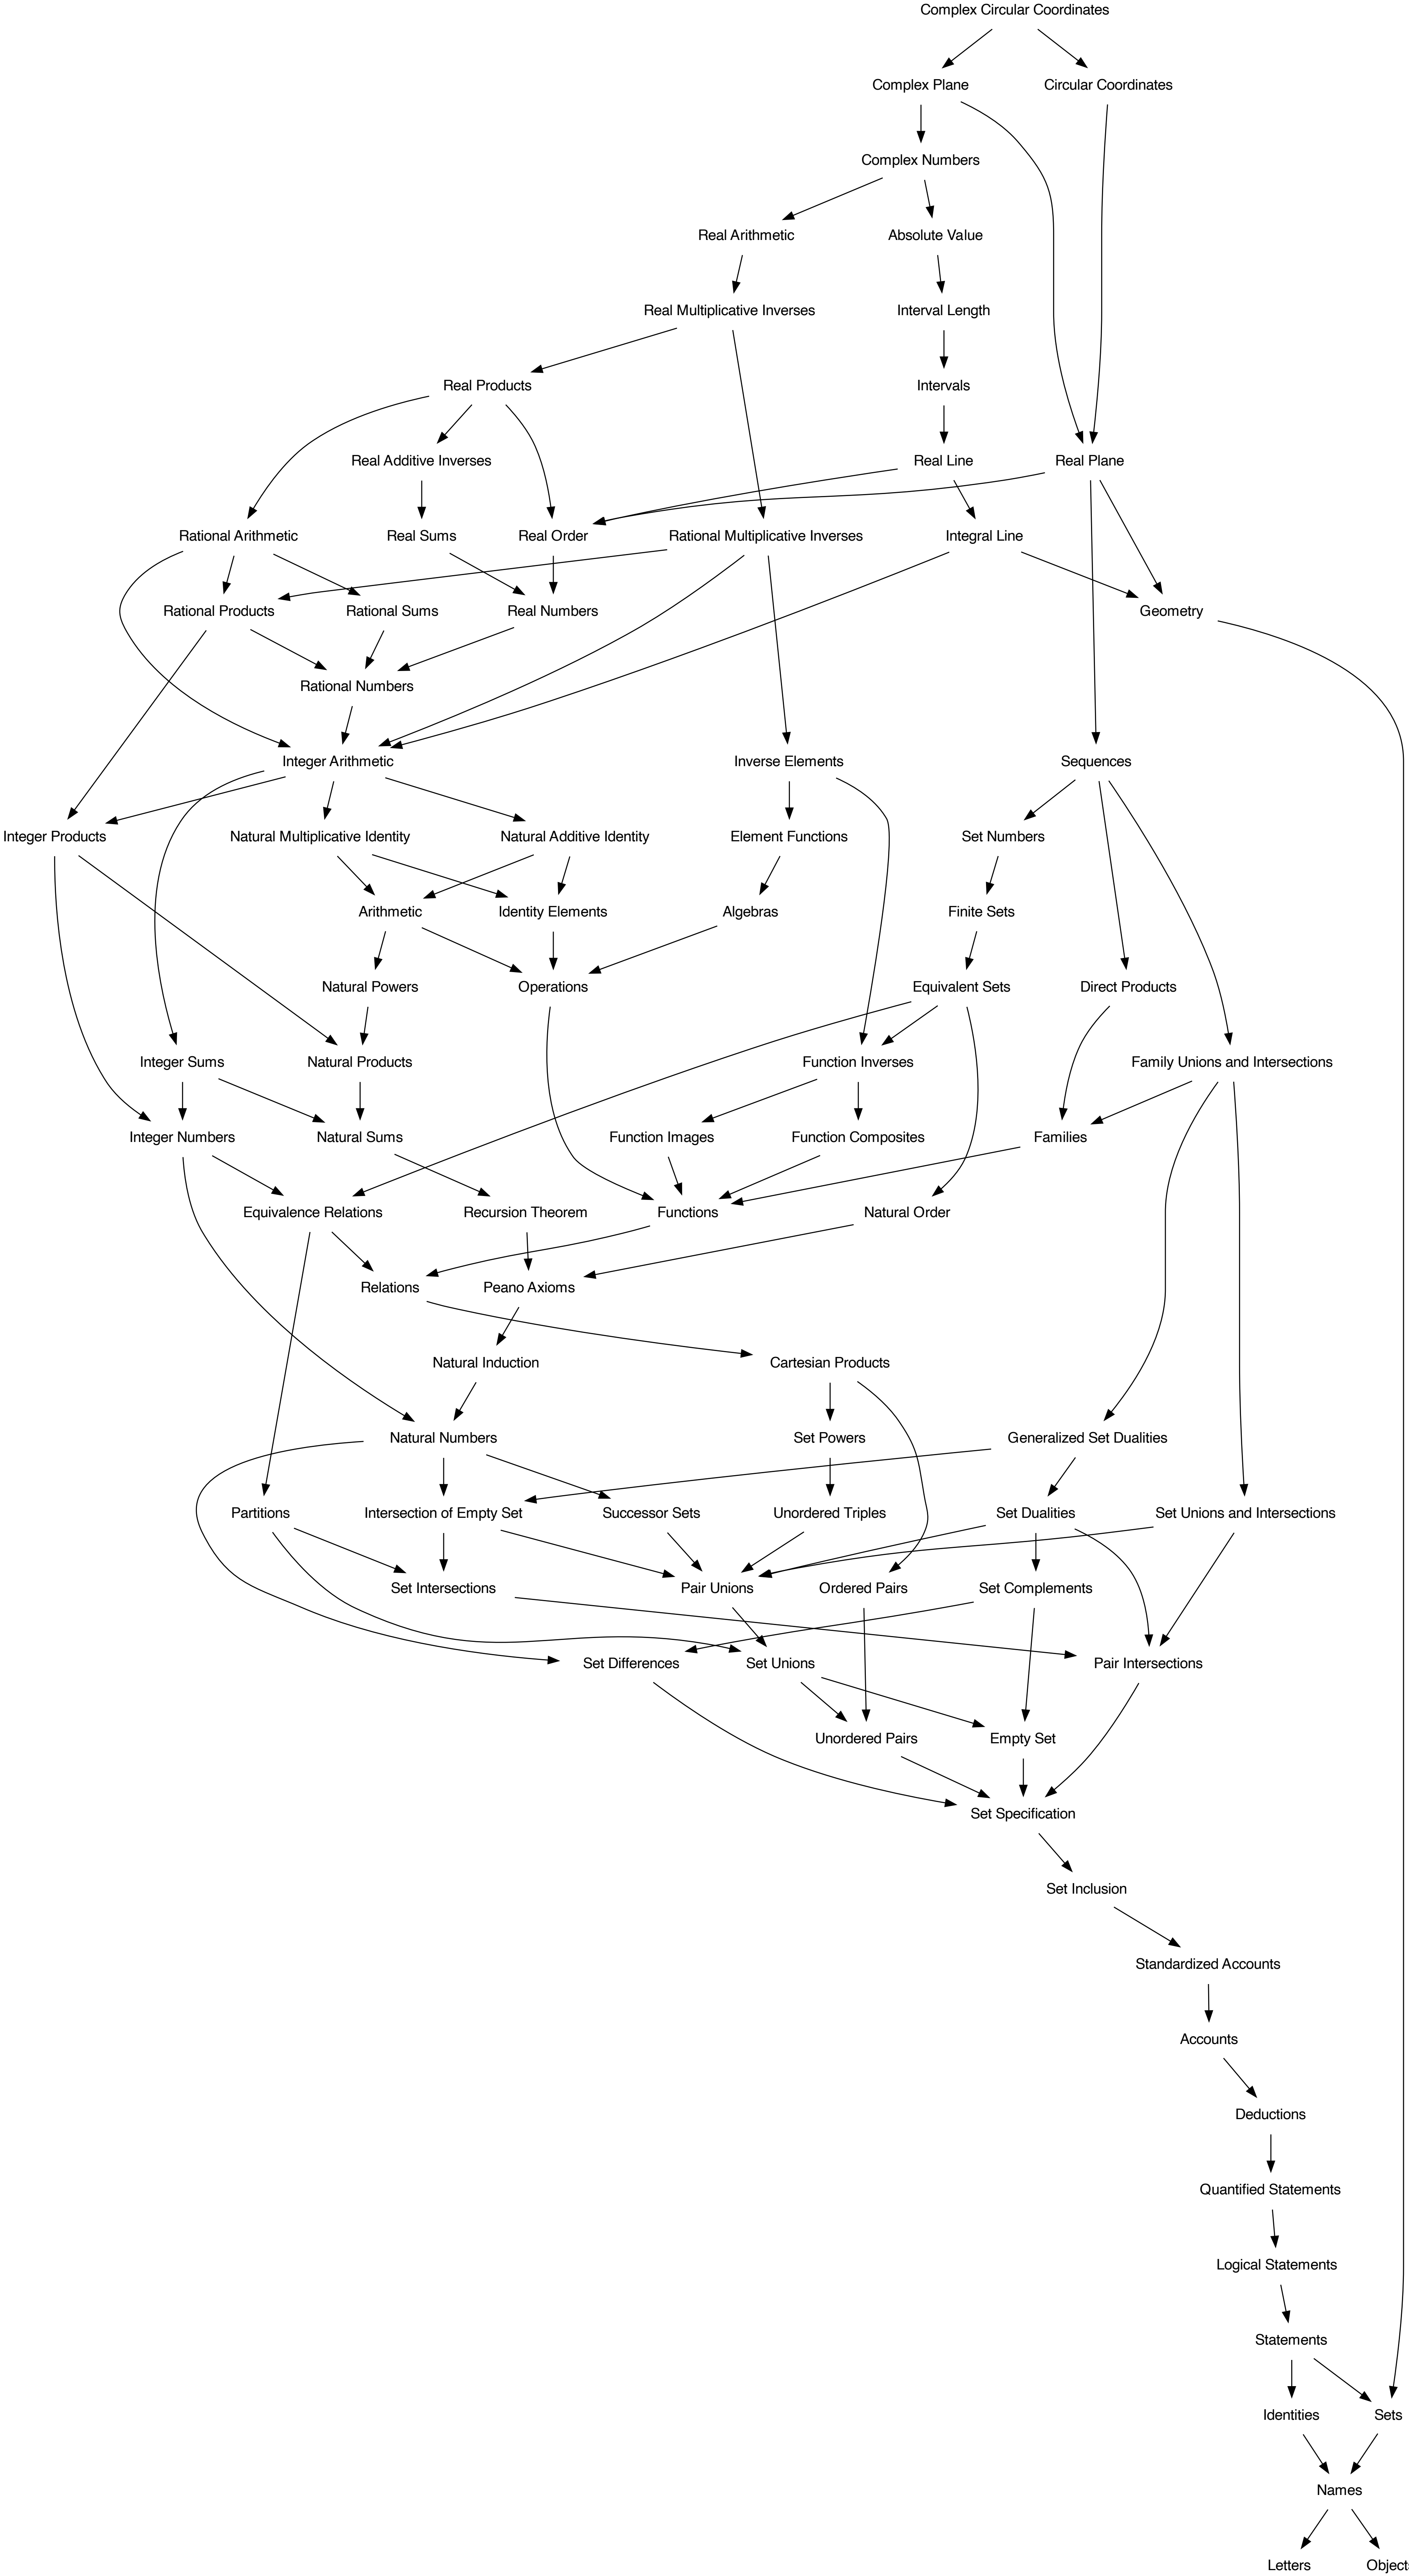 Complex Circular Coordinates
Complex Plane
Circular Coordinates
Complex Numbers
Real Arithmetic
Absolute Value
Real Multiplicative Inverses
Interval Length
Real Products
Intervals
Real Additive Inverses
Real Line
Real Plane
Rational Arithmetic
Real Sums
Real Order
Rational Multiplicative Inverses
Integral Line
Rational Products
Rational Sums
Real Numbers
Geometry
Rational Numbers
Integer Arithmetic
Inverse Elements
Sequences
Integer Products
Natural Multiplicative Identity
Natural Additive Identity
Element Functions
Set Numbers
Arithmetic
Identity Elements
Algebras
Finite Sets
Natural Powers
Operations
Equivalent Sets
Direct Products
Integer Sums
Natural Products
Function Inverses
Family Unions and Intersections
Integer Numbers
Natural Sums
Function Images
Function Composites
Families
Equivalence Relations
Recursion Theorem
Functions
Natural Order
Relations
Peano Axioms
Natural Induction
Cartesian Products
Natural Numbers
Set Powers
Generalized Set Dualities
Partitions
Intersection of Empty Set
Successor Sets
Unordered Triples
Set Dualities
Set Unions and Intersections
Set Intersections
Pair Unions
Ordered Pairs
Set Complements
Set Differences
Set Unions
Pair Intersections
Unordered Pairs
Empty Set
Set Specification
Set Inclusion
Standardized Accounts
Accounts
Deductions
Quantified Statements
Logical Statements
Statements
Identities
Sets
Names
Letters
Object